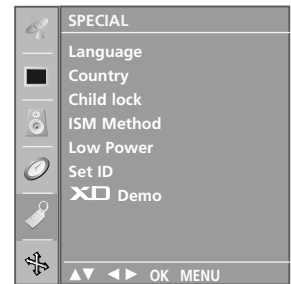 SPECIAL
Language
Country
Child lock
ISM Method
Low Power
Set ID
XD Demo
▲▼ ◄► OK MENU